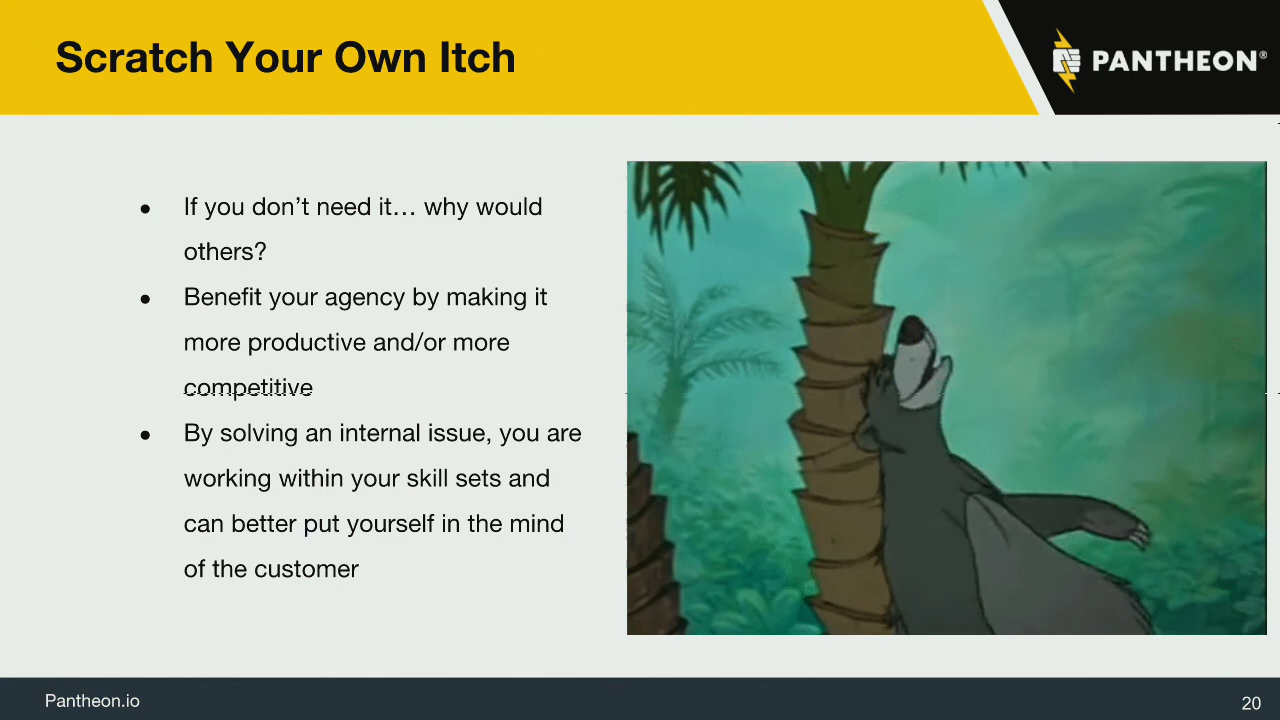 Scratch Your Own Itch
PANTHEON®
● If you don’t need it… why would
others?
● Benefit your agency by making it
more productive and/or more
competitive
● By solving an internal issue, you are
working within your skill sets and
can better put yourself in the mind
of the customer
Pantheon.io
20